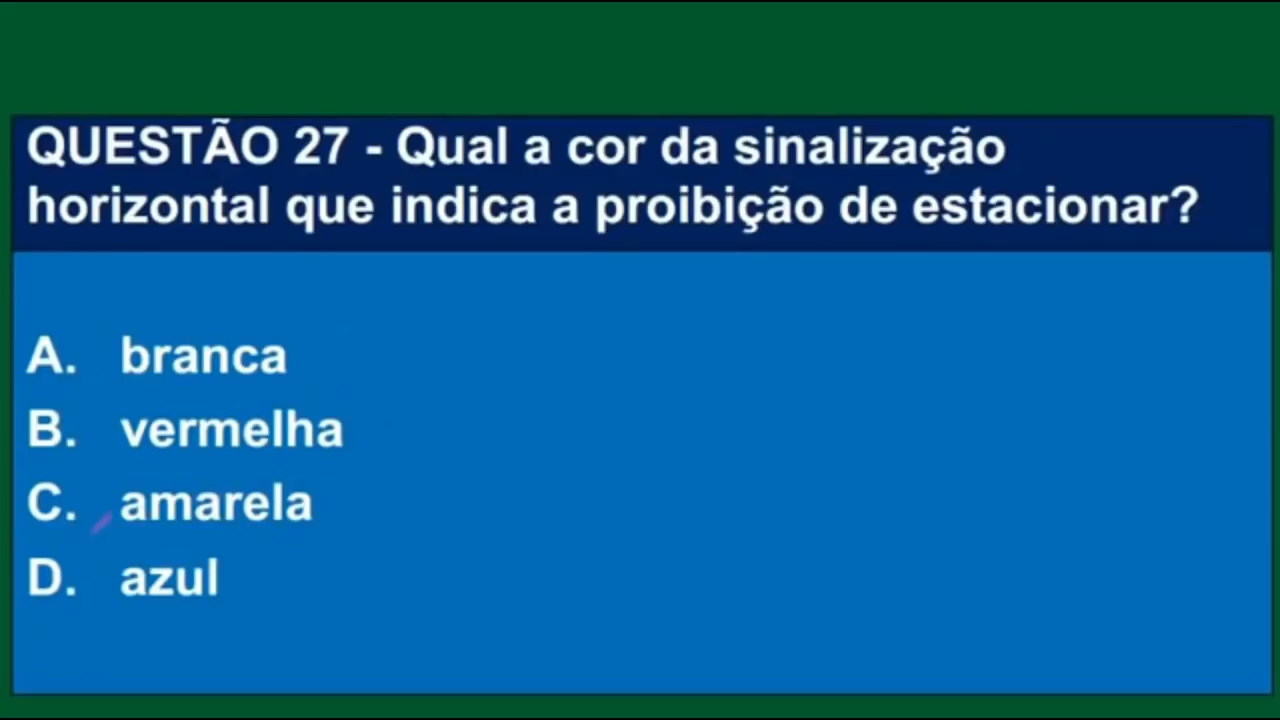 QUESTÃO 27 - Qual a cor da sinalização
horizontal que indica a proibição de estacionar?
A. branca
B. vermelha
C. amarela
D. azul